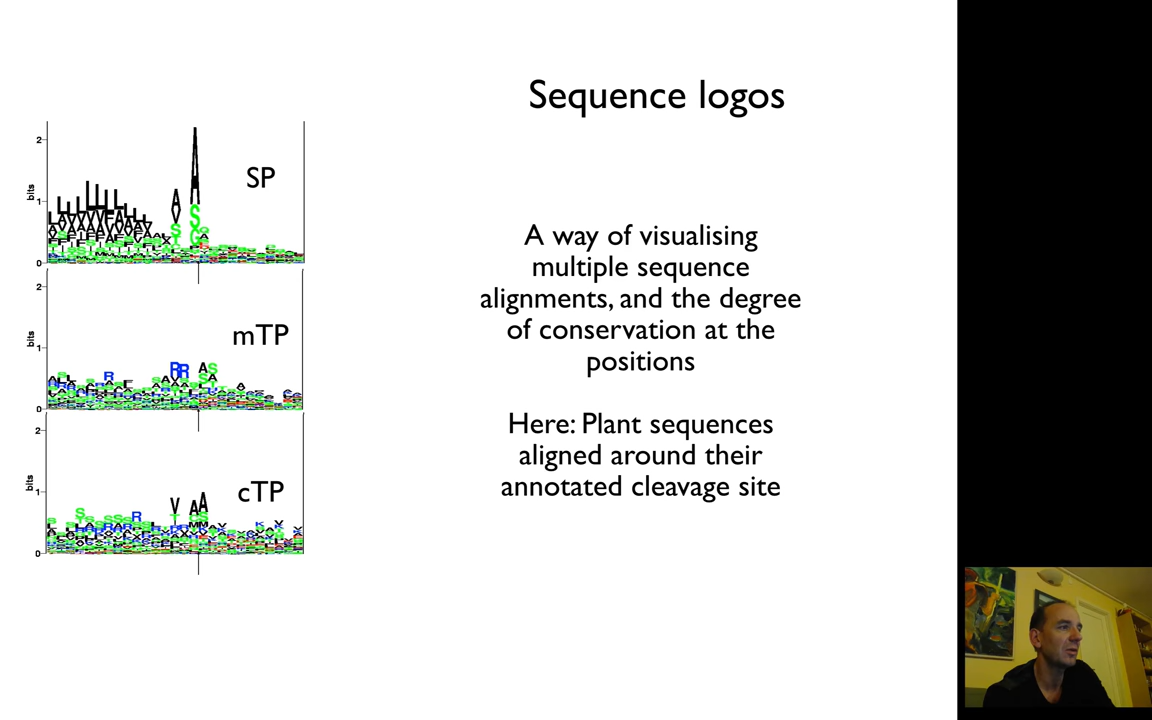 Sequence logos
2
1
0
bits
SP
2
1
0
bits
mTP
2
1
0
bits
cTP
A way of visualising
multiple sequence
alignments, and the degree
of conservation at the
positions
Here: Plant sequences
aligned around their
annotated cleavage site